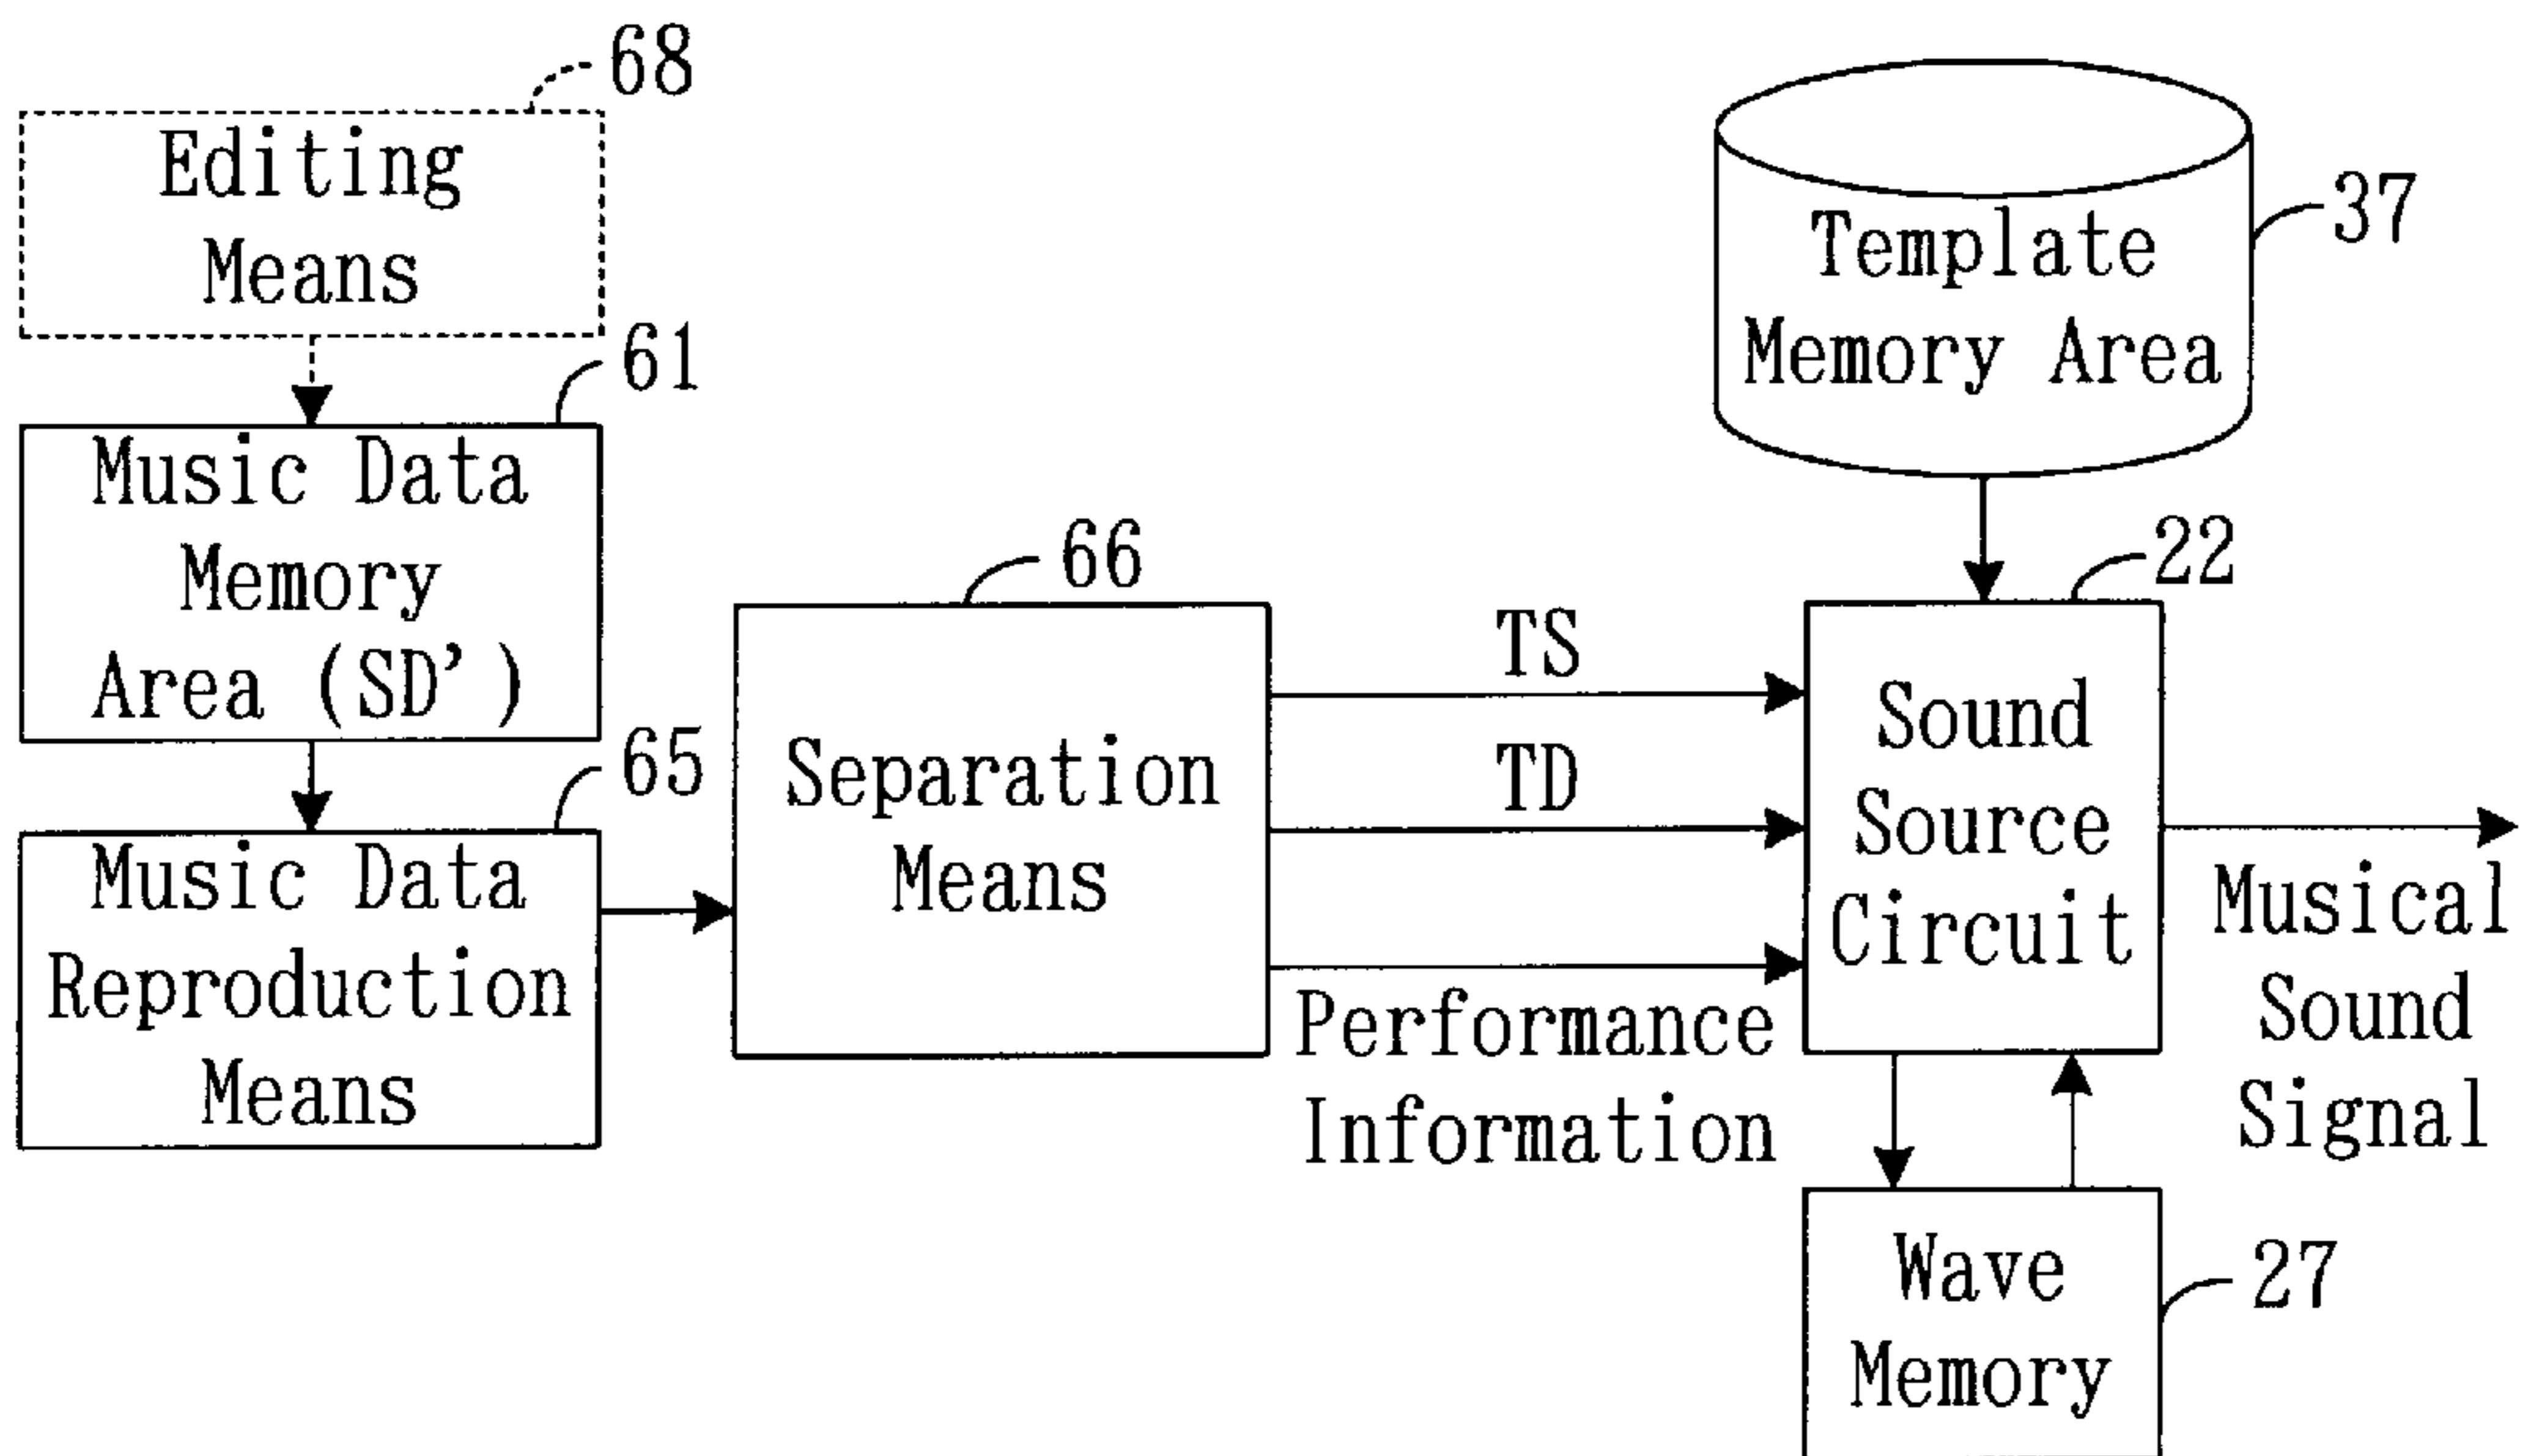 68
Editing
Means
61
Music Data
Memory
Area (SD')
65
Music Data
Reproduction
Means
66
Separation
Means
TS
TD
Performance
Information
37
Template
Memory Area
22
Sound
Source
Circuit
Musical
Sound
Signal
27
Wave
Memory